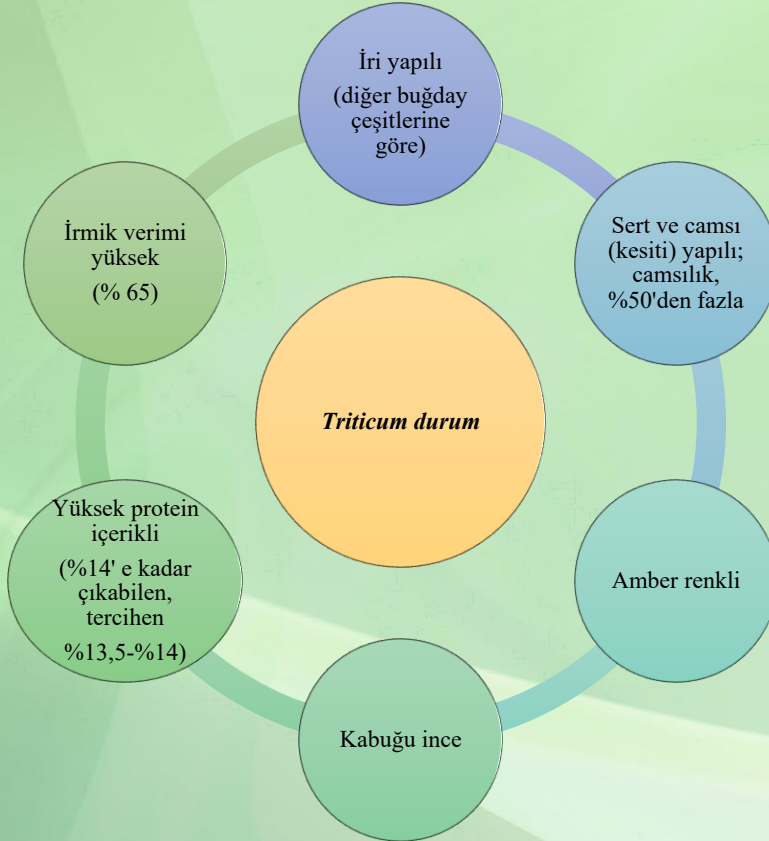 İri yapılı
(diğer buğday
çeşitlerine
göre)
Sert ve camsı
(kesiti) yapılı;
camsılık,
%50'den fazla
Amber renkli
Kabuğu ince
Yüksek protein
içerikli
(%14' e kadar
çıkabilen,
tercihen
%13,5-%14)
İrmik verimi
yüksek
(% 65)
Triticum durum